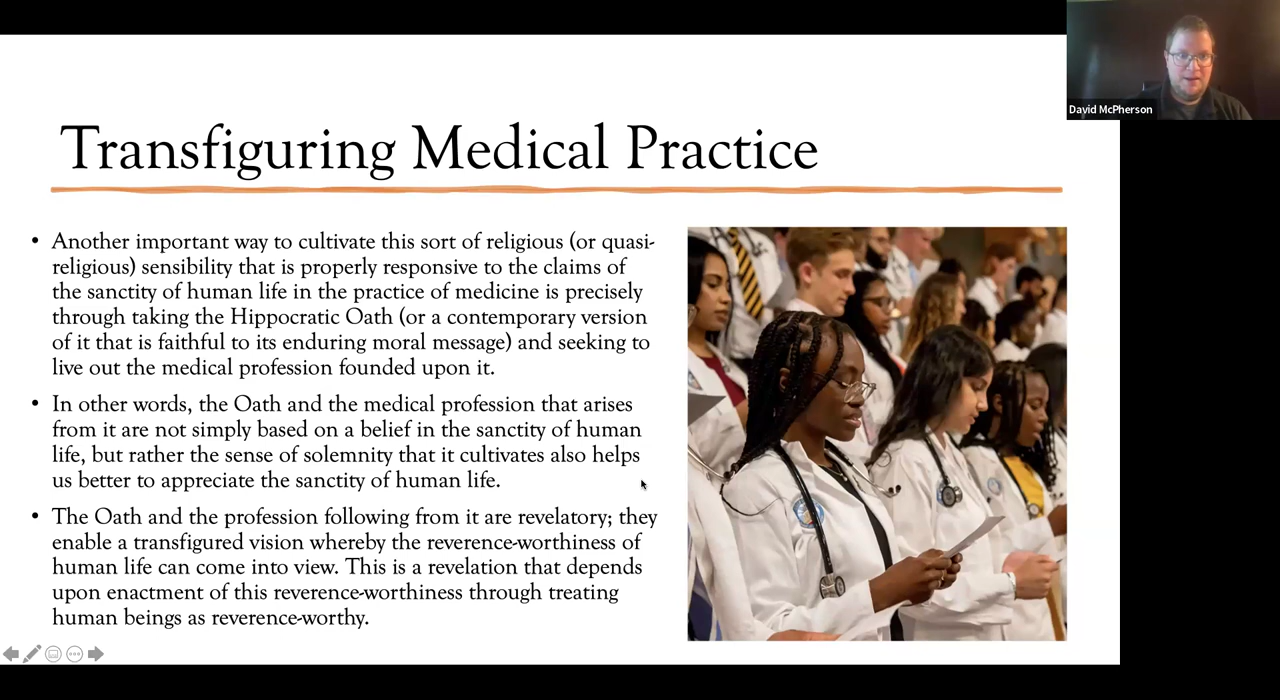 David McPherson
Transfiguring Medical Practice
• Another important way to cultivate this sort of religious (or quasi-
religious) sensibility that is properly responsive to the claims of
the sanctity of human life in the practice of medicine is precisely
through taking the Hippocratic Oath (or a contemporary version
of it that is faithful to its enduring moral message) and seeking to
live out the medical profession founded upon it.
• In other words, the Oath and the medical profession that arises
from it are not simply based on a belief in the sanctity of human
life, but rather the sense of solemnity that it cultivates also helps
us better to appreciate the sanctity of human life.
• The Oath and the profession following from it are revelatory; they
enable a transfigured vision whereby the reverence-worthiness of
human life can come into view. This is a revelation that depends
upon enactment of this reverence-worthiness through treating
human beings as reverence-worthy.